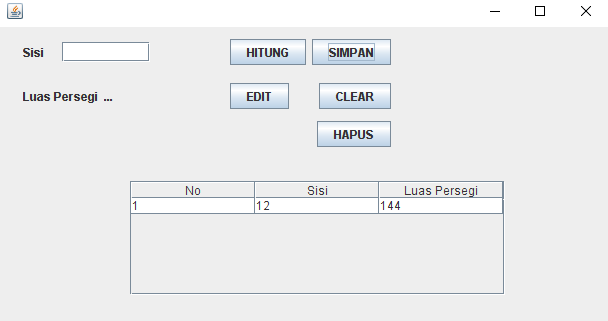 Sisi HITUNG SIMPAN
Luas Persegi ... EDIT CLEAR
HAPUS
No Sisi Luas Persegi
1 12 144